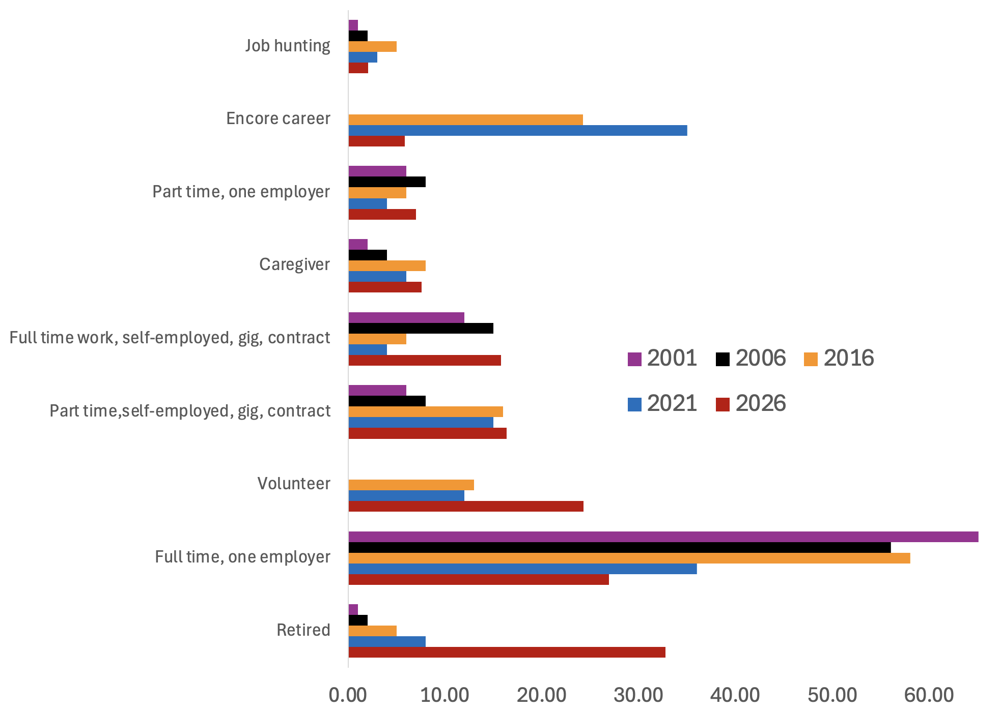 Job hunting
Encore career
Part time, one employer
Caregiver
Full time work, self-employed, gig, contract
Part time,self-employed, gig, contract
Volunteer
Full time, one employer
Retired
2001 2006 2016
2021 2026
0.00 10.00 20.00 30.00 40.00 50.00 60.00